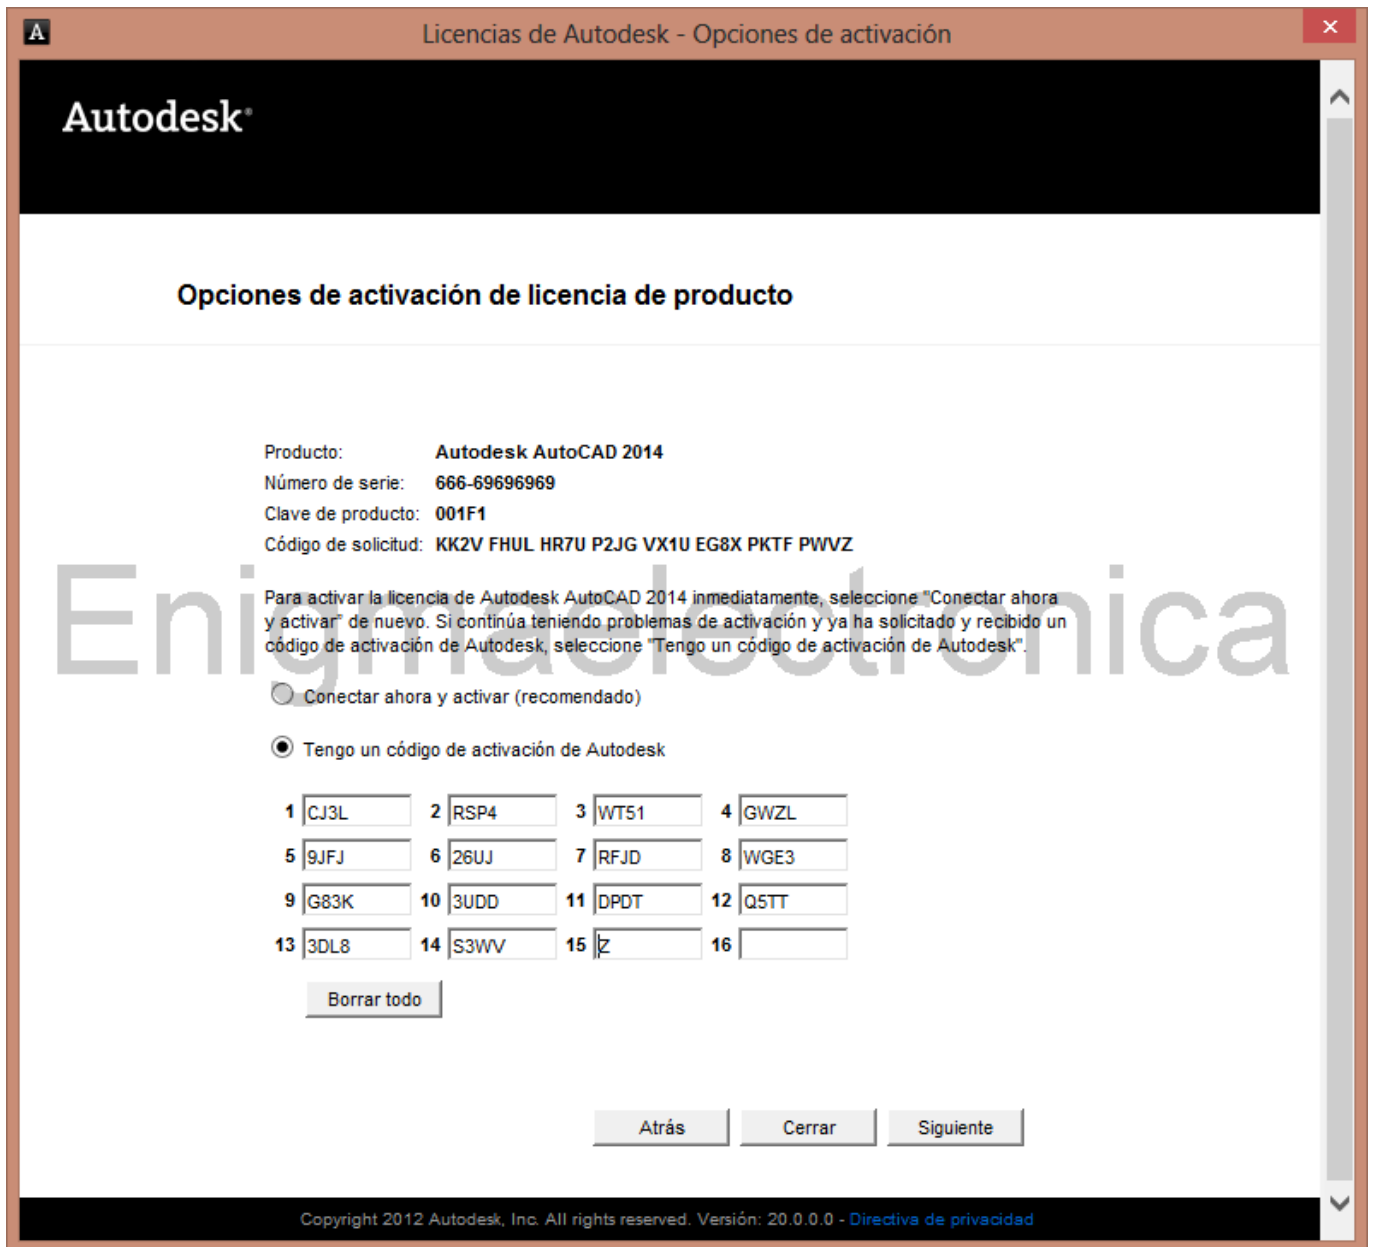 Licencias de Autodesk - Opciones de activación
Autodesk®
Opciones de activación de licencia de producto
Producto: Autodesk AutoCAD 2014
Número de serie: 666-69696969
Clave de producto: 001F1
Código de solicitud: KK2V FHUL HR7U P2JG VX1U EG8X PKTF PWVZ
Enigmaelectronica
Para activar la licencia de Autodesk AutoCAD 2014 inmediatamente, seleccione "Conectar ahora
y activar" de nuevo. Si continúa teniendo problemas de activación y ya ha solicitado y recibido un
código de activación de Autodesk, seleccione "Tengo un código de activación de Autodesk".
Conectar ahora y activar (recomendado)
Tengo un código de activación de Autodesk
1 CJ3L 2 RSP4 3 WT51 4 GWZL
5 9JFJ 6 26UJ 7 RFJD 8 WGE3
9 G83K 10 3UDD 11 DPDT 12 Q5TT
13 3DL8 14 S3WV 15 Z 16
Borrar todo
Atrás Cerrar Siguiente
Copyright 2012 Autodesk, Inc. All rights reserved. Versión: 20.0.0.0 - Directiva de privacidad